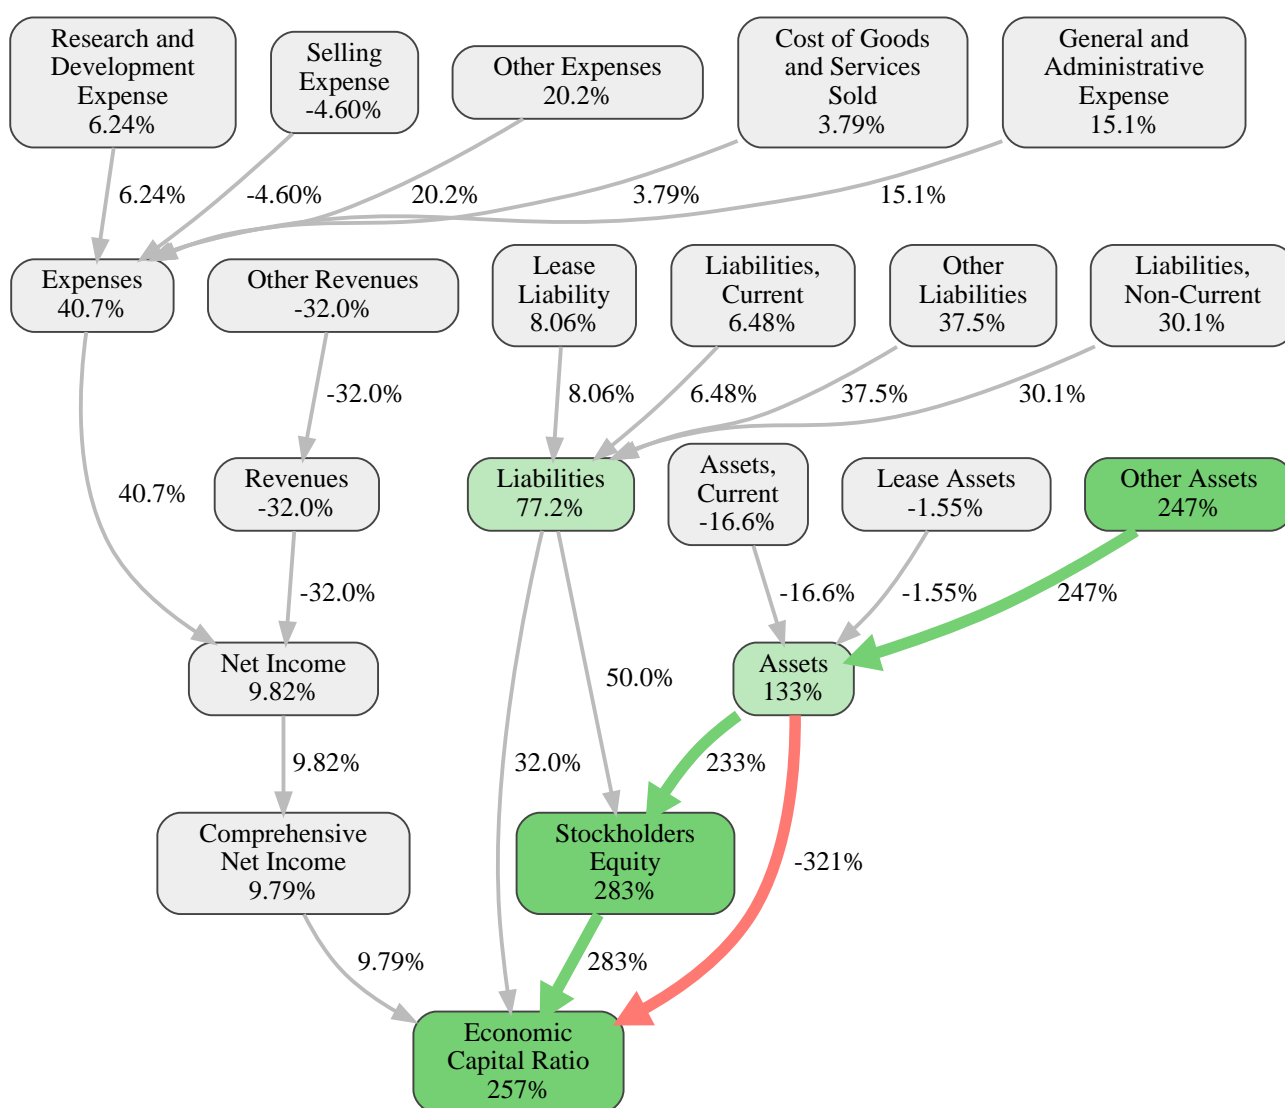 Research and
Development
Expense
6.24%
Selling
Expense
-4.60%
Other Expenses
20.2%
Cost of Goods
and Services
Sold
3.79%
General and
Administrative
Expense
15.1%
6.24%
-4.60%
20.2%
3.79%
15.1%
Expenses
40.7%
Other Revenues
-32.0%
Lease
Liability
8.06%
Liabilities,
Current
6.48%
Other
Liabilities
37.5%
Liabilities,
Non-Current
30.1%
-32.0%
8.06%
6.48%
37.5%
30.1%
40.7%
Revenues
-32.0%
Liabilities
77.2%
Assets,
Current
-16.6%
Lease Assets
-1.55%
Other Assets
247%
-32.0%
-16.6%
-1.55%
247%
Net Income
9.82%
50.0%
Assets
133%
9.82%
32.0%
233%
Comprehensive
Net Income
9.79%
Stockholders
Equity
283%
-321%
9.79%
283%
Economic
Capital Ratio
257%